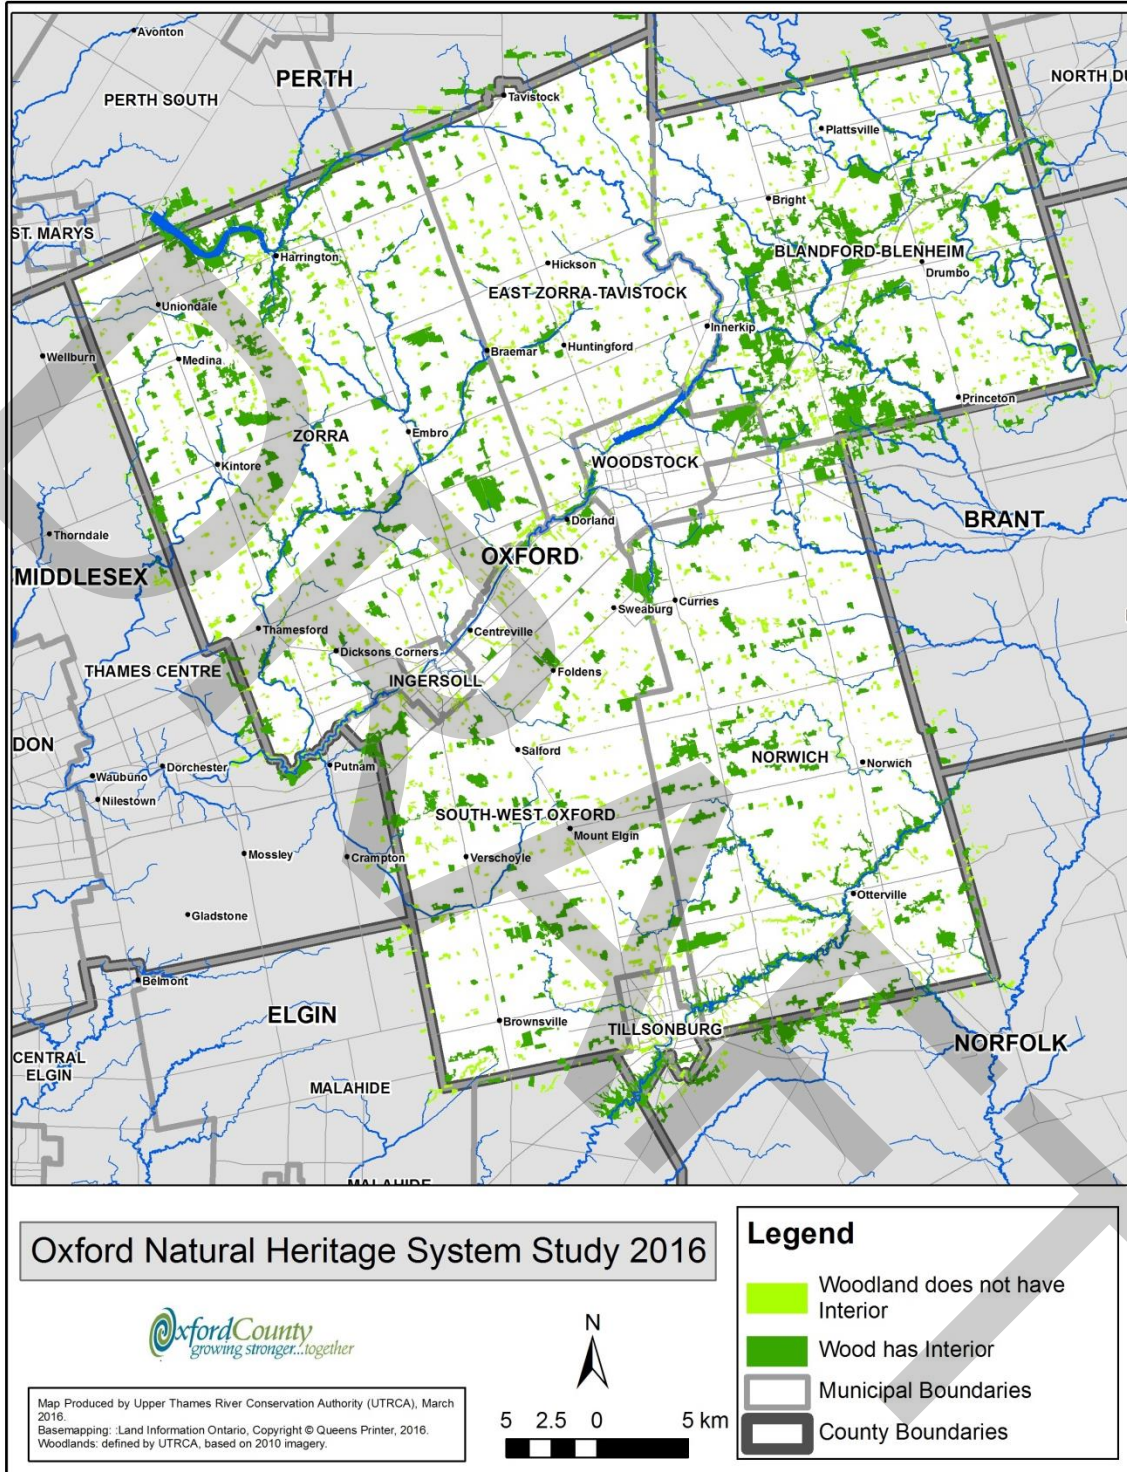 Avonton
PERTH
PERTH SOUTH
NORTH DU
Tavistock
Plattsville
Bright
ST. MARYS
BLANDFORD-BLENHEIM
Harrington
Hickson
Drumbo
EAST ZORRA-TAVISTOCK
Uniondale
Innerkip
Wellburn
Medina
Braemar
Huntingford
Princeton
ZORRA
Embro
Kintore
WOODSTOCK
Dorland
BRANT
Thorndale
OXFORD
MIDDLESEX
Sweaburg
Curries
Thamesford
Centreville
Dicksons Corners
THAMES CENTRE
INGERSOLL
Foldens
DON
Salford
NORWICH
Norwich
Waubuno
Dorchester
Putnam
Nilestown
SOUTH-WEST OXFORD
Mount Elgin
Mossley
Crampton
Verschoyle
Otterville
Gladstone
Belmont
ELGIN
Brownsville
TILLSONBURG
NORFOLK
CENTRAL
ELGIN
MALAHIDE
MALAHIDE
DRAFT
Oxford Natural Heritage System Study 2016
Legend
Woodland does not have
Interior
Wood has Interior
Municipal Boundaries
County Boundaries
OxfordCounty
growing stronger...together
N
Map Produced by Upper Thames River Conservation Authority (UTRCA), March
2016.
Basemapping: :Land Information Ontario, Copyright © Queens Printer, 2016.
Woodlands: defined by UTRCA, based on 2010 imagery.
5 2.5 0 5 km